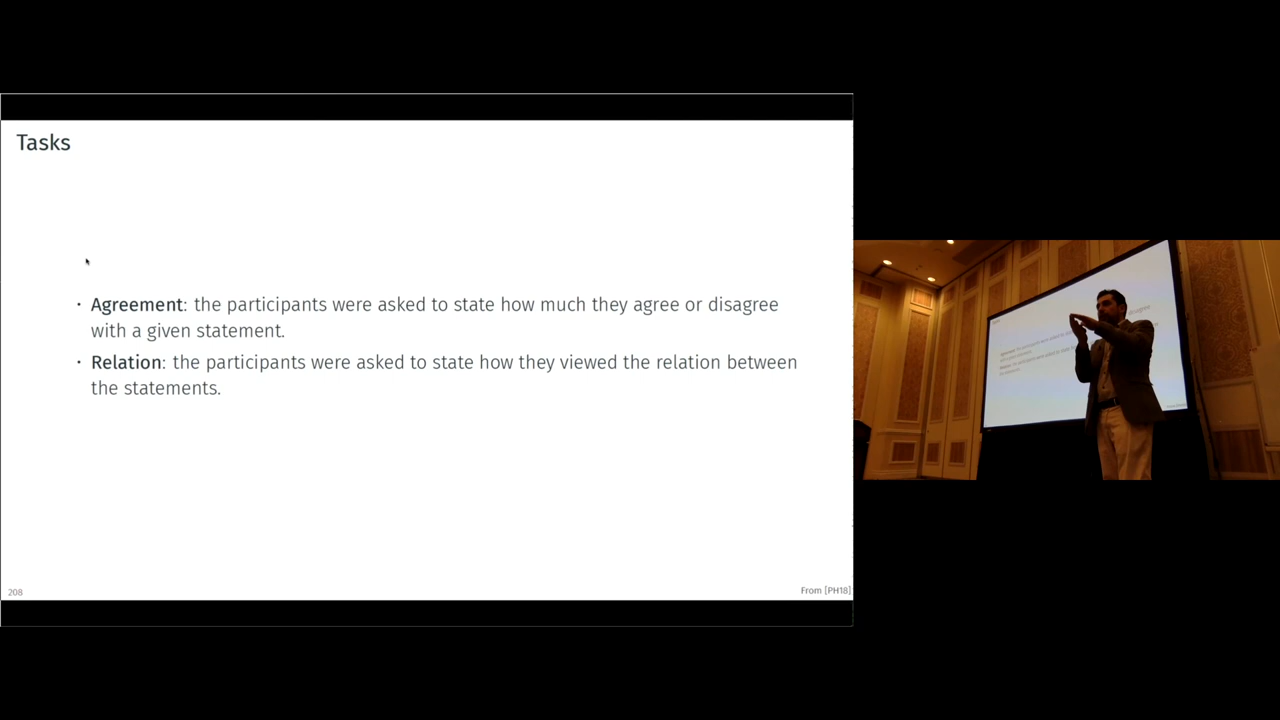 Tasks
· Agreement: the participants were asked to state how much they agree or disagree
with a given statement.
· Relation: the participants were asked to state how they viewed the relation between
the statements.
208
From [PH18]